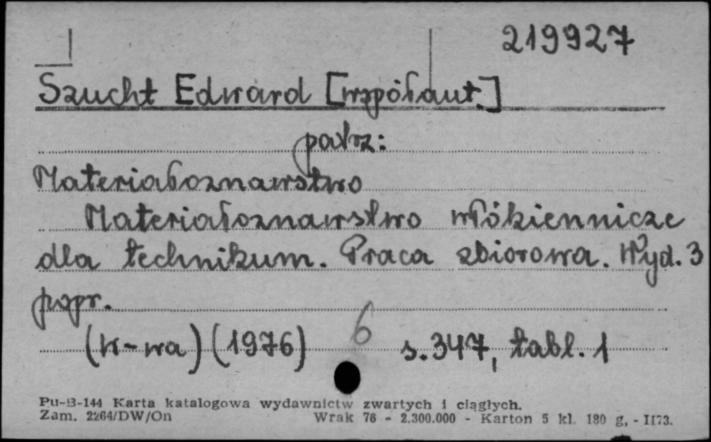 219927
Szucht Edward [współaut.]
patrz:
Materiałoznawstwo
Materiałoznawstwo włókiennicze
dla technikum. Praca zbiorowa. Wyd. 3
popr.
(W-wa) (1976) 6 s. 347, tabl. 1
Pu-B-144 Karta katalogowa wydawnictw zwartych i ciągłych.
Zam. 2264/DW/On Wrak 76 - 2.300.000 - Karton 5 kl. 180 g, - II73.